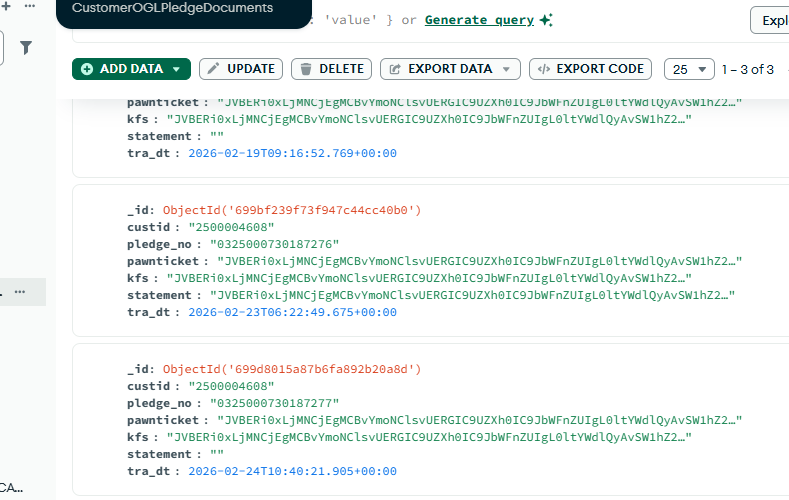 CustomerOGLPledgeDocuments
: 'value' } or Generate query
Expl
ADD DATA UPDATE DELETE EXPORT DATA EXPORT CODE 25 1 – 3 of 3
pawnticket : "JVBERi0xLjMNCjEgMCBvYmoNClsvUERGIC9UZXh0IC9JbWFnZUIgL0ltYWdlQyAvSW1hZ2…"
kfs : "JVBERi0xLjMNCjEgMCBvYmoNClsvUERGIC9UZXh0IC9JbWFnZUIgL0ltYWdlQyAvSW1hZ2…"
statement : ""
tra_dt : 2026-02-19T09:16:52.769+00:00
_id: ObjectId('699bf239f73f947c44cc40b0')
custid : "2500004608"
pledge_no : "0325000730187276"
pawnticket : "JVBERi0xLjMNCjEgMCBvYmoNClsvUERGIC9UZXh0IC9JbWFnZUIgL0ltYWdlQyAvSW1hZ2…"
kfs : "JVBERi0xLjMNCjEgMCBvYmoNClsvUERGIC9UZXh0IC9JbWFnZUIgL0ltYWdlQyAvSW1hZ2…"
statement : "JVBERi0xLjMNCjEgMCBvYmoNClsvUERGIC9UZXh0IC9JbWFnZUIgL0ltYWdlQyAvSW1hZ2…"
tra_dt : 2026-02-23T06:22:49.675+00:00
_id: ObjectId('699d8015a87b6fa892b20a8d')
custid : "2500004608"
pledge_no : "0325000730187277"
pawnticket : "JVBERi0xLjMNCjEgMCBvYmoNClsvUERGIC9UZXh0IC9JbWFnZUIgL0ltYWdlQyAvSW1hZ2…"
kfs : "JVBERi0xLjMNCjEgMCBvYmoNClsvUERGIC9UZXh0IC9JbWFnZUIgL0ltYWdlQyAvSW1hZ2…"
statement : ""
tra_dt : 2026-02-24T10:40:21.905+00:00
CA...